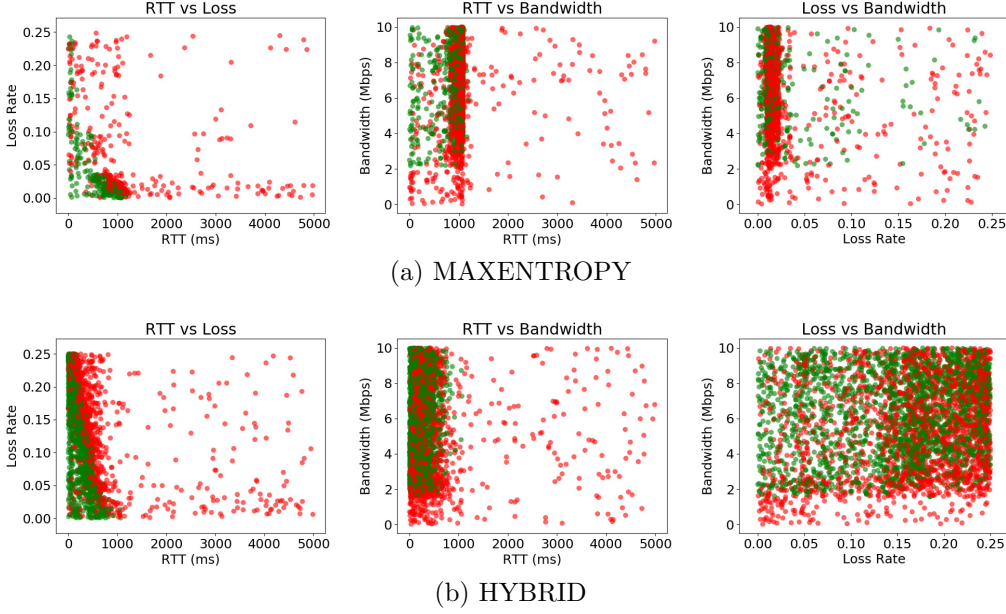 RTT vs Loss
0.25
0.20
0.15
0.10
0.05
0.00
Loss Rate
0 1000 2000 3000 4000 5000
RTT (ms)
RTT vs Bandwidth
10
8
6
4
2
0
Bandwidth (Mbps)
0 1000 2000 3000 4000 5000
RTT (ms)
Loss vs Bandwidth
10
8
6
4
2
0
Bandwidth (Mbps)
0.00 0.05 0.10 0.15 0.20 0.25
Loss Rate
(a) MAXENTROPY
RTT vs Loss
0.25
0.20
0.15
0.10
0.05
0.00
Loss Rate
0 1000 2000 3000 4000 5000
RTT (ms)
RTT vs Bandwidth
10
8
6
4
2
0
Bandwidth (Mbps)
0 1000 2000 3000 4000 5000
RTT (ms)
Loss vs Bandwidth
10
8
6
4
2
0
Bandwidth (Mbps)
0.00 0.05 0.10 0.15 0.20 0.25
Loss Rate
(b) HYBRID